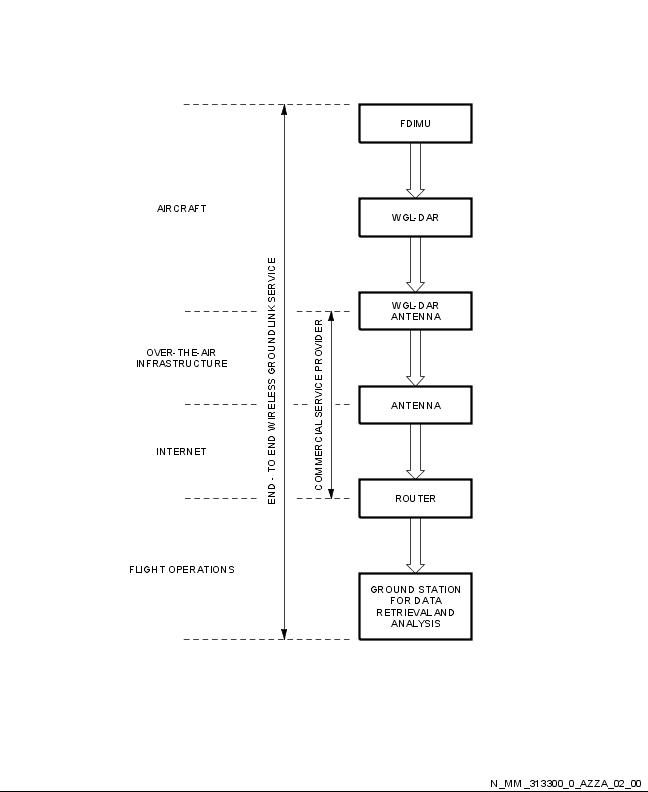 FDIMU
AIRCRAFT
WGL-DAR
END - TO END WIRELESS GROUNDLINK SERVICE
WGL-DAR
ANTENNA
COMMERCIAL SERVICE PROVIDER
OVER-THE-AIR
INFRASTRUCTURE
ANTENNA
INTERNET
ROUTER
FLIGHT OPERATIONS
GROUND STATION
FOR DATA
RETRIEVAL AND
ANALYSIS
N_MM_313300_0_AZZA_02_00